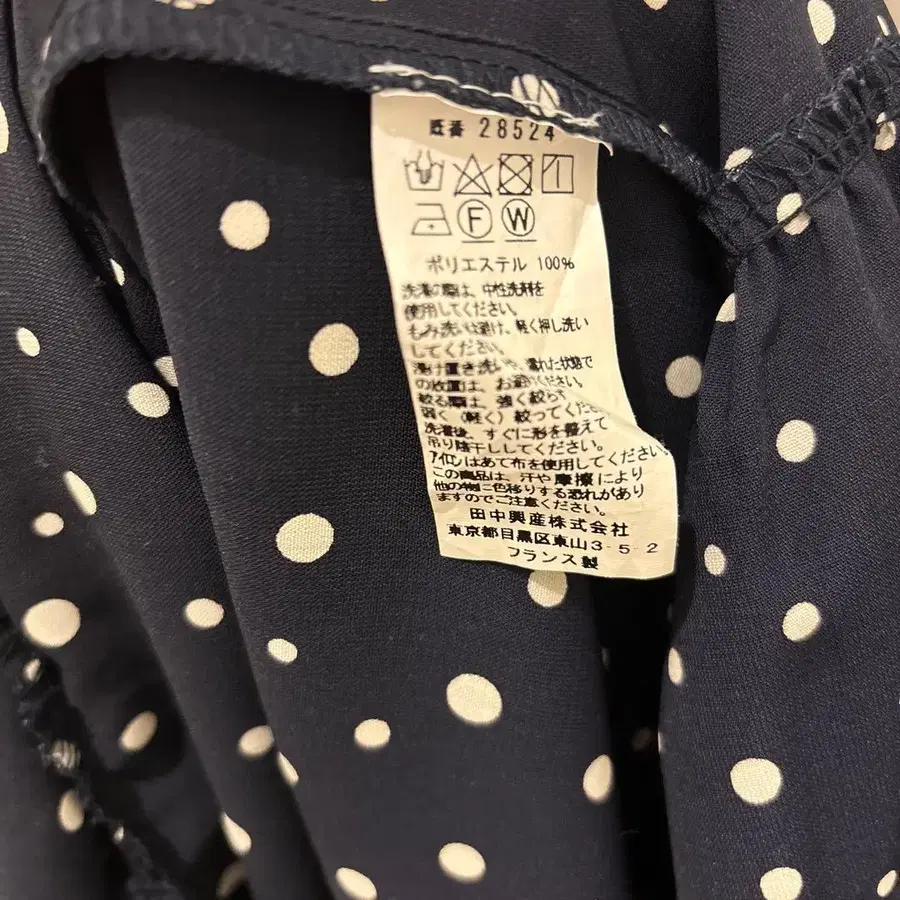 既番 28524
F W
ポリエステル 100%
洗濯の際は、中性洗剤を
使用してください。
もみ洗いは避け、軽く押し洗い
してください。
漬け置き洗いや、濡れた状態で
の放置は、お避けください。
絞る際は、強く絞らず
弱く(軽く)絞ってくださ
洗濯後、すぐに形を整えて
吊り陰干ししてください。
アイロンはあて布を使用してください。
この商品は、汗や摩擦により
他の物に色移りする恐れがあり
ますのでご注意ください。
田中興産株式会社
東京都目黒区東山3-5-2
フランス製